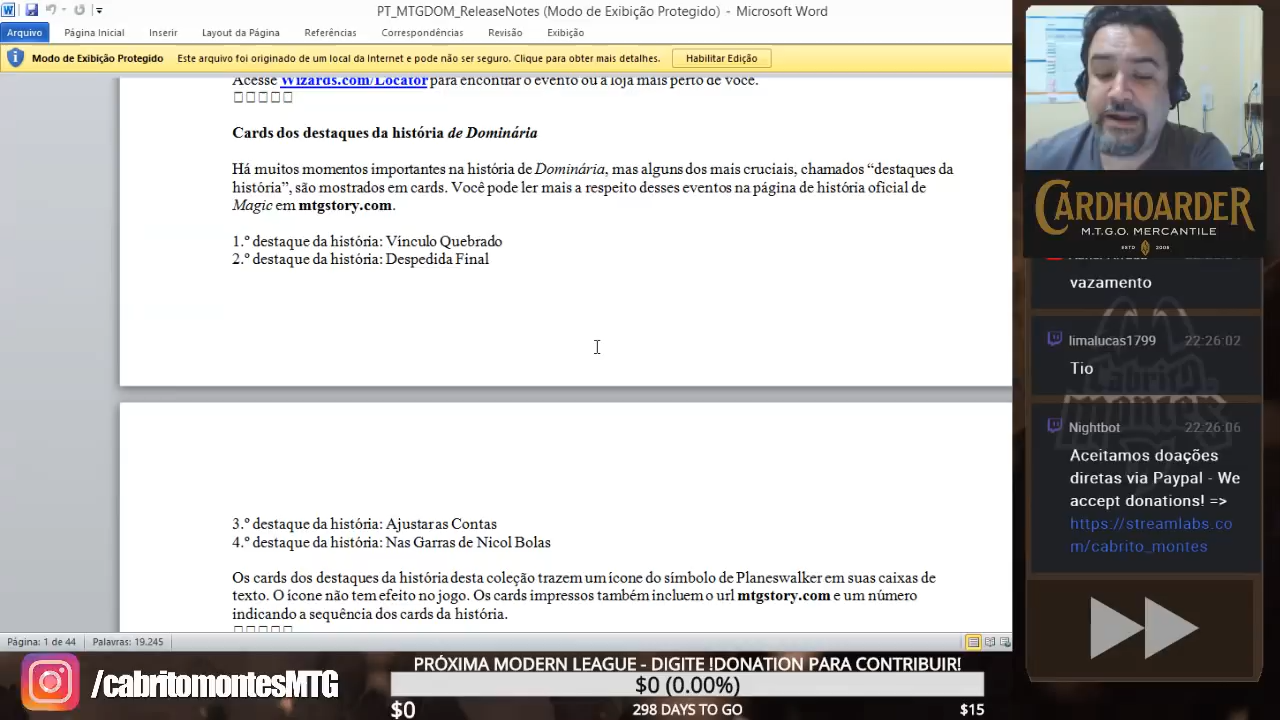 PT_MTGDOM_ReleaseNotes (Modo de Exibição Protegido) - Microsoft Word
Arquivo Página Inicial Inserir Layout da Página Referências Correspondências Revisão Exibição
Modo de Exibição Protegido Este arquivo foi originado de um local da Internet e pode não ser seguro. Clique para obter mais detalhes. Habilitar Edição
Acesse Wizards.com/Locator para encontrar o evento ou a loja mais perto de você.
Cards dos destaques da história de Dominária
Há muitos momentos importantes na história de Dominária, mas alguns dos mais cruciais, chamados “destaques da
história”, são mostrados em cards. Você pode ler mais a respeito desses eventos na página de história oficial de
Magic em mtgstory.com.
1.º destaque da história: Vínculo Quebrado
2.º destaque da história: Despedida Final
3.º destaque da história: Ajustar as Contas
4.º destaque da história: Nas Garras de Nicol Bolas
Os cards dos destaques da história desta coleção trazem um ícone do símbolo de Planeswalker em suas caixas de
texto. O ícone não tem efeito no jogo. Os cards impressos também incluem o url mtgstory.com e um número
indicando a sequência dos cards da história.
Página: 1 de 44 Palavras: 19.245
CARDHOARDER
M.T.G.O. MERCANTILE
ESTD 2005
vazamento
limalucas1799 22:26:02
Tio
Nightbot 22:26:06
Aceitamos doações
diretas via Paypal - We
accept donations! =>
https://streamlabs.co
m/cabrito_montes
/cabritomontesMTG
PRÓXIMA MODERN LEAGUE - DIGITE !DONATION PARA CONTRIBUIR!
$0 (0.00%)
$0 298 DAYS TO GO $15